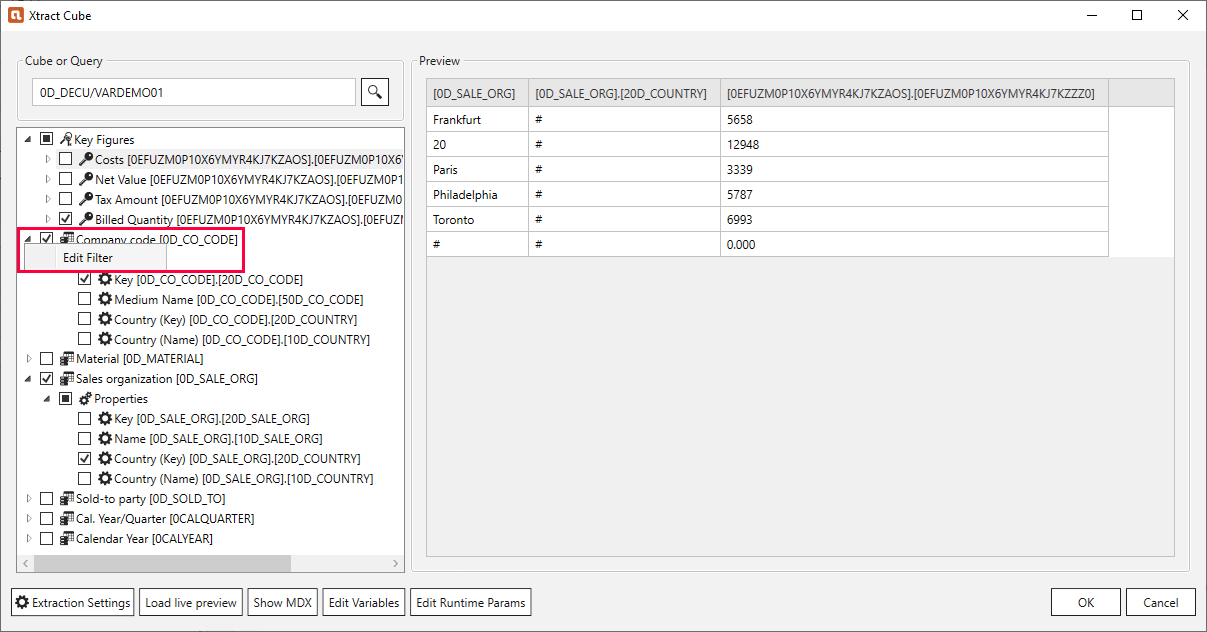 Xtract Cube
Cube or Query
0D_DECU/VARDEMO01
Key Figures
Costs [0EFUZM0P10X6YMYR4KJ7KZAOS].[0EFUZM0P10X6Y
Net Value [0EFUZM0P10X6YMYR4KJ7KZAOS].[0EFUZM0P1
Tax Amount [0EFUZM0P10X6YMYR4KJ7KZAOS].[0EFUZM0
Billed Quantity [0EFUZM0P10X6YMYR4KJ7KZAOS].[0EFUZ
Company code [0D_CO_CODE]
Edit Filter
Key [0D_CO_CODE].[20D_CO_CODE]
Medium Name [0D_CO_CODE].[50D_CO_CODE]
Country (Key) [0D_CO_CODE].[20D_COUNTRY]
Country (Name) [0D_CO_CODE].[10D_COUNTRY]
Material [0D_MATERIAL]
Sales organization [0D_SALE_ORG]
Properties
Key [0D_SALE_ORG].[20D_SALE_ORG]
Name [0D_SALE_ORG].[10D_SALE_ORG]
Country (Key) [0D_SALE_ORG].[20D_COUNTRY]
Country (Name) [0D_SALE_ORG].[10D_COUNTRY]
Sold-to party [0D_SOLD_TO]
Cal. Year/Quarter [0CALQUARTER]
Calendar Year [0CALYEAR]
Preview
[0D_SALE_ORG] [0D_SALE_ORG].[20D_COUNTRY] [0EFUZM0P10X6YMYR4KJ7KZAOS].[0EFUZM0P10X6YMYR4KJ7KZZZ0]
Frankfurt # 5658
20 # 12948
Paris # 3339
Philadelphia # 5787
Toronto # 6993
# # 0.000
Extraction Settings Load live preview Show MDX Edit Variables Edit Runtime Params OK Cancel